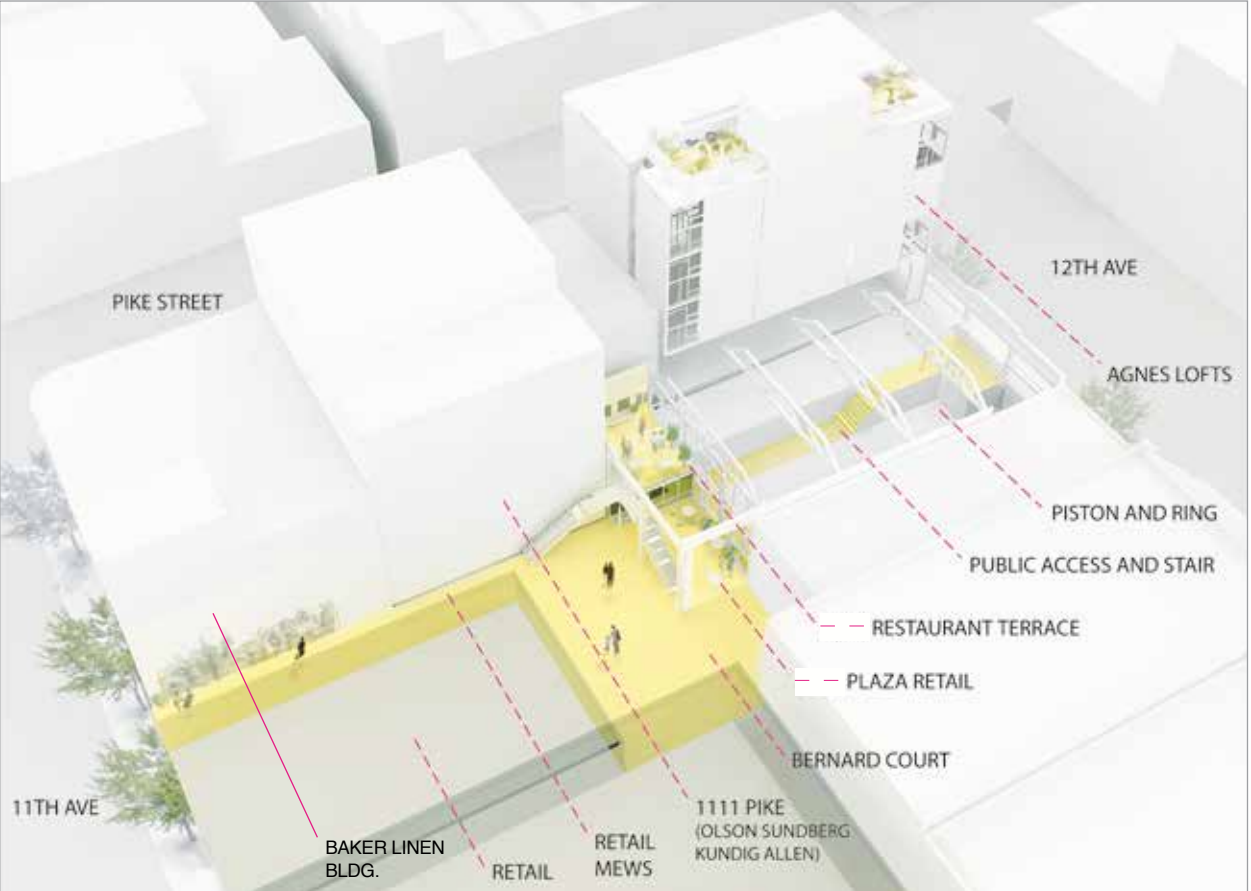 PIKE STREET
12TH AVE
AGNES LOFTS
PISTON AND RING
PUBLIC ACCESS AND STAIR
RESTAURANT TERRACE
PLAZA RETAIL
BERNARD COURT
11TH AVE
1111 PIKE
(OLSON SUNDBERG
KUNDIG ALLEN)
RETAIL
MEWS
RETAIL
BAKER LINEN
BLDG.